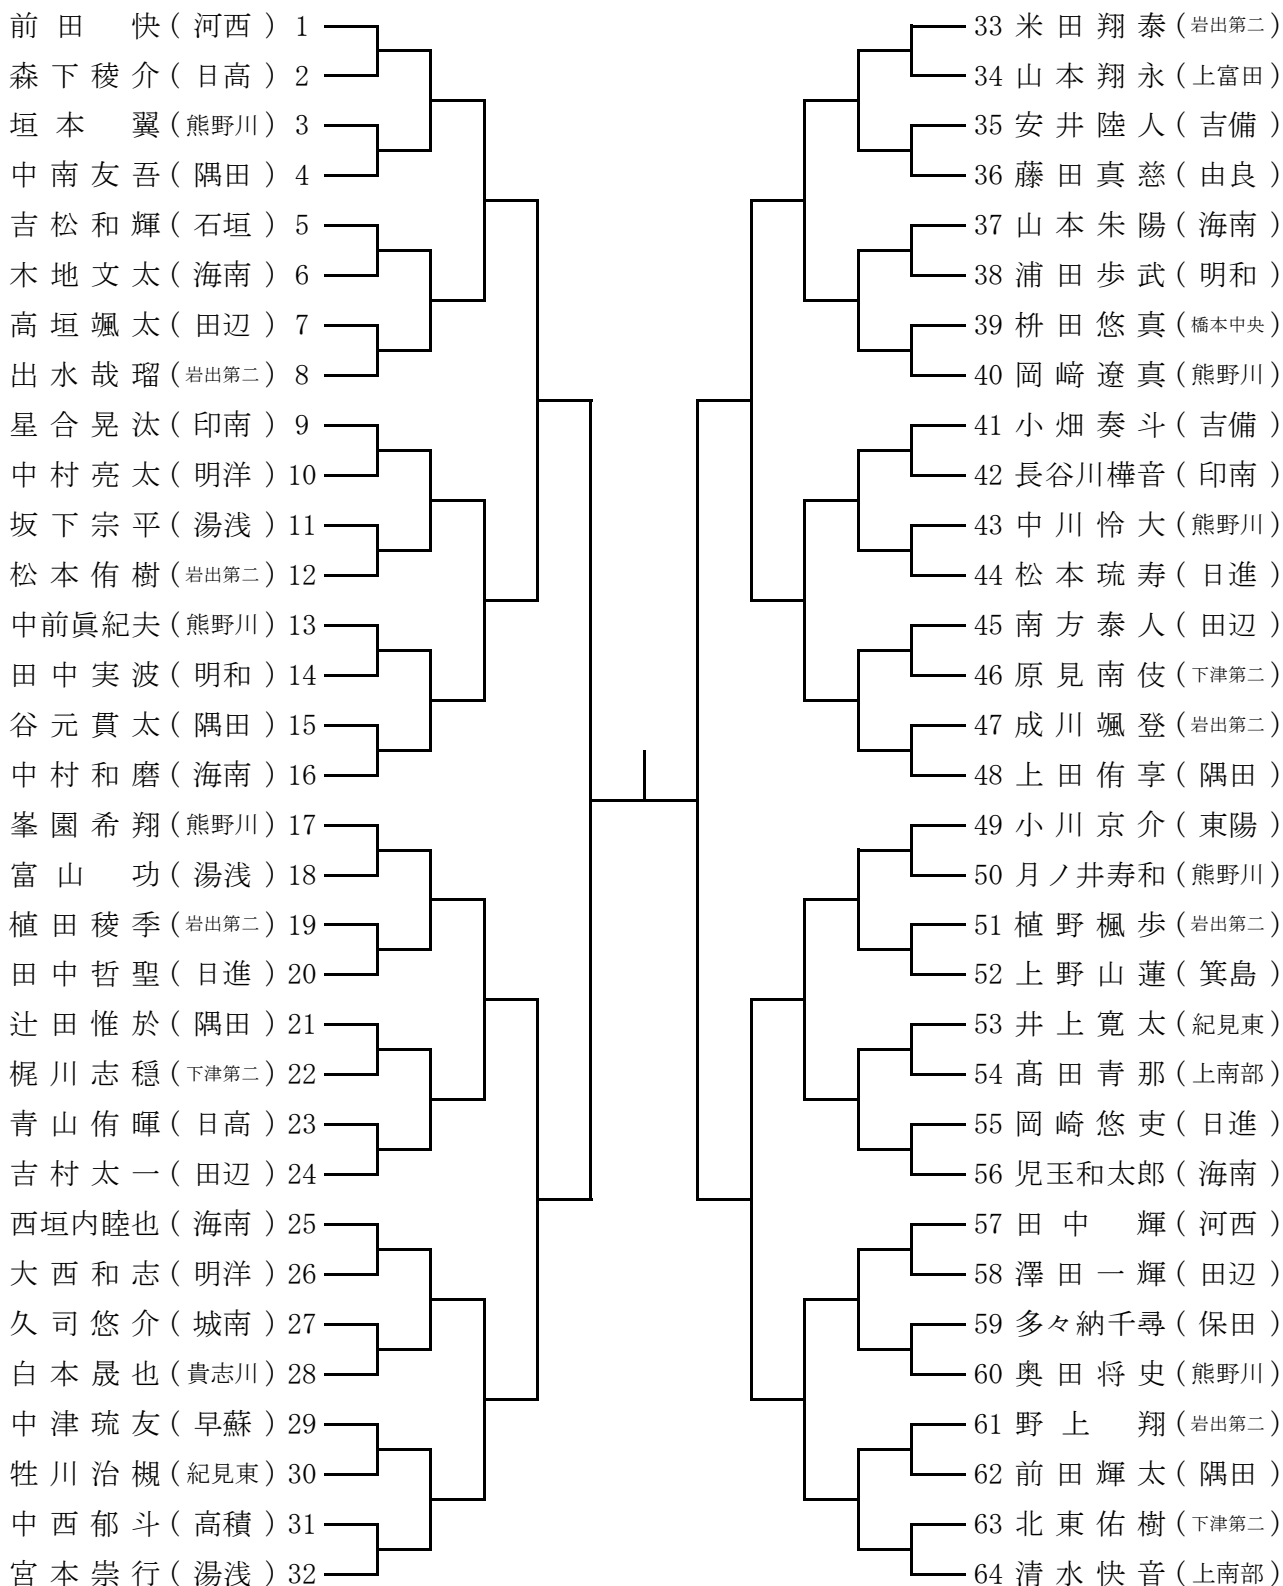 前田 快(河西) 1
森下稜介(日高) 2
垣本 翼(熊野川) 3
中南友吾(隅田) 4
吉松和輝(石垣) 5
木地文太(海南) 6
高垣颯太(田辺) 7
出水哉瑠(岩出第二) 8
星合晃汰(印南) 9
中村亮太(明洋) 10
坂下宗平(湯浅) 11
松本侑樹(岩出第二) 12
中前眞紀夫(熊野川) 13
田中実波(明和) 14
谷元貫太(隅田) 15
中村和磨(海南) 16
峯園希翔(熊野川) 17
富山 功(湯浅) 18
植田稜季(岩出第二) 19
田中哲聖(日進) 20
辻田惟於(隅田) 21
梶川志穏(下津第二) 22
青山侑暉(日高) 23
吉村太一(田辺) 24
西垣内睦也(海南) 25
大西和志(明洋) 26
久司悠介(城南) 27
白本晟也(貴志川) 28
中津琉友(早蘇) 29
牲川治槻(紀見東) 30
中西郁斗(高積) 31
宮本崇行(湯浅) 32
33 米田翔泰(岩出第二)
34 山本翔永(上富田)
35 安井陸人(吉備)
36 藤田真慈(由良)
37 山本朱陽(海南)
38 浦田歩武(明和)
39 枡田悠真(橋本中央)
40 岡﨑遼真(熊野川)
41 小畑奏斗(吉備)
42 長谷川樺音(印南)
43 中川怜大(熊野川)
44 松本琉寿(日進)
45 南方泰人(田辺)
46 原見南伎(下津第二)
47 成川颯登(岩出第二)
48 上田侑享(隅田)
49 小川京介(東陽)
50 月ノ井寿和(熊野川)
51 植野楓歩(岩出第二)
52 上野山蓮(箕島)
53 井上寛太(紀見東)
54 髙田青那(上南部)
55 岡崎悠吏(日進)
56 児玉和太郎(海南)
57 田中 輝(河西)
58 澤田一輝(田辺)
59 多々納千尋(保田)
60 奥田将史(熊野川)
61 野上 翔(岩出第二)
62 前田輝太(隅田)
63 北東佑樹(下津第二)
64 清水快音(上南部)